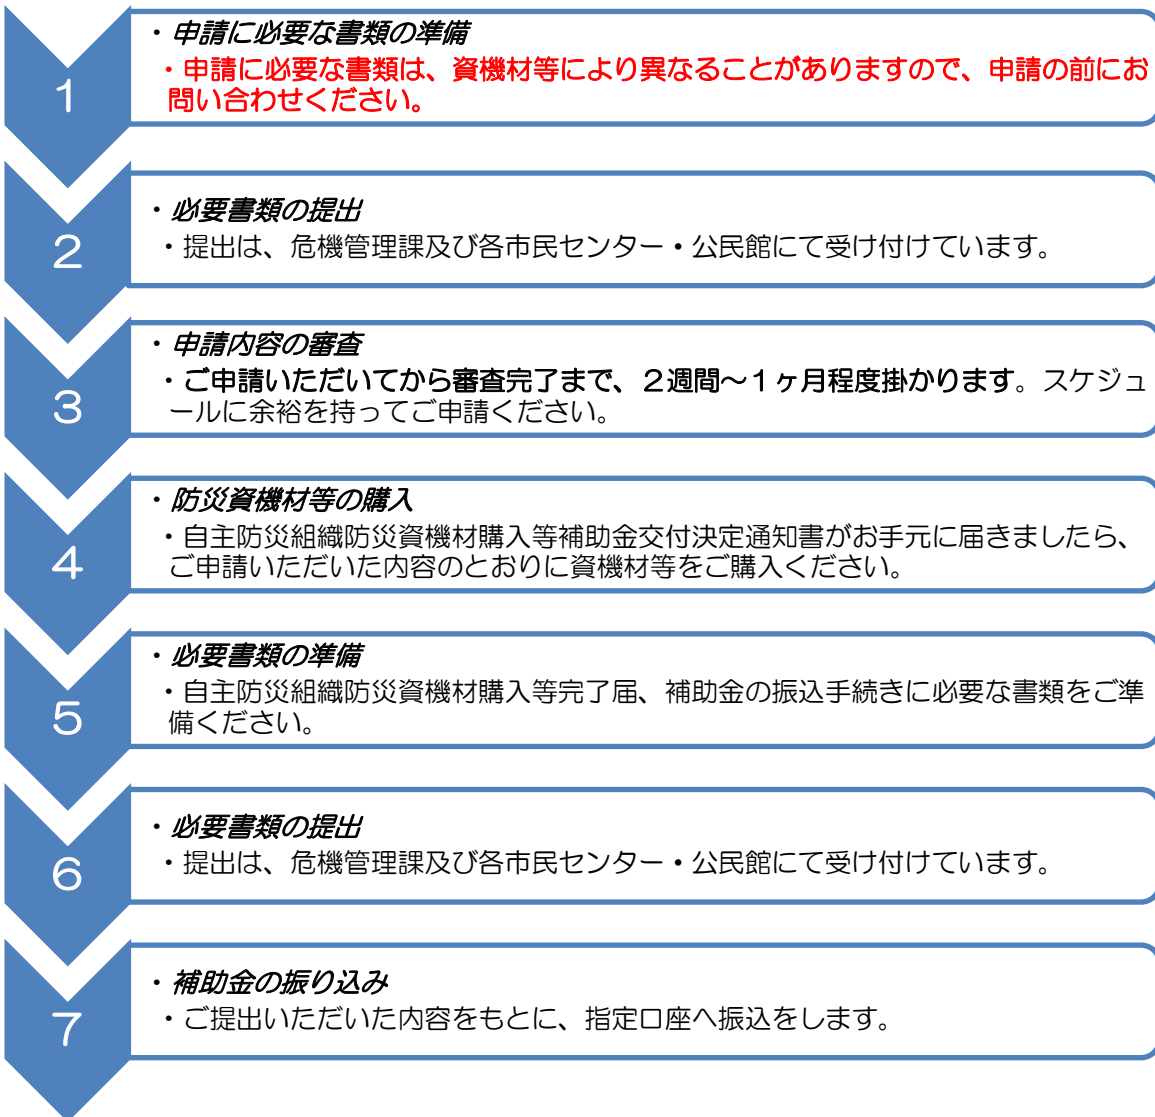 1
・申請に必要な書類の準備
・申請に必要な書類は、資機材等により異なることがありますので、申請の前にお
問い合わせください。
2
・必要書類の提出
・提出は、危機管理課及び各市民センター・公民館にて受け付けています。
3
・申請内容の審査
・ご申請いただいてから審査完了まで、２週間～１ヶ月程度掛かります。スケジュ
ールに余裕を持ってご申請ください。
4
・防災資機材等の購入
・自主防災組織防災資機材購入等補助金交付決定通知書がお手元に届きましたら、
ご申請いただいた内容のとおりに資機材等をご購入ください。
5
・必要書類の準備
・自主防災組織防災資機材購入等完了届、補助金の振込手続きに必要な書類をご準
備ください。
6
・必要書類の提出
・提出は、危機管理課及び各市民センター・公民館にて受け付けています。
7
・補助金の振り込み
・ご提出いただいた内容をもとに、指定口座へ振込をします。